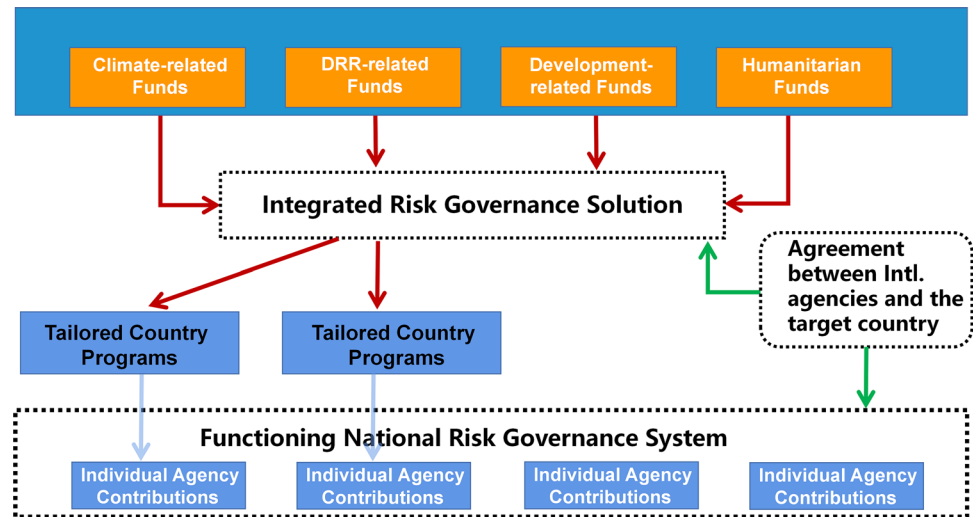 Climate-related
Funds
DRR-related
Funds
Development-
related Funds
Humanitarian
Funds
Integrated Risk Governance Solution
Agreement
between Intl.
agencies and the
target country
Tailored Country
Programs
Tailored Country
Programs
Functioning National Risk Governance System
Individual Agency
Contributions
Individual Agency
Contributions
Individual Agency
Contributions
Individual Agency
Contributions